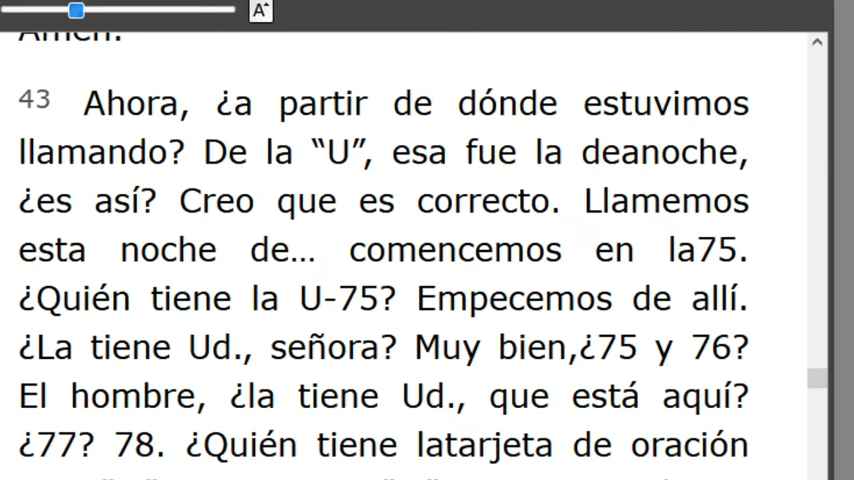 A
Amén.
43 Ahora, ¿a partir de dónde estuvimos
llamando? De la “U”, esa fue la deanoche,
¿es así? Creo que es correcto. Llamemos
esta noche de… comencemos en la75.
¿Quién tiene la U-75? Empecemos de allí.
¿La tiene Ud., señora? Muy bien,¿75 y 76?
El hombre, ¿la tiene Ud., que está aquí?
¿77? 78. ¿Quién tiene latarjeta de oración